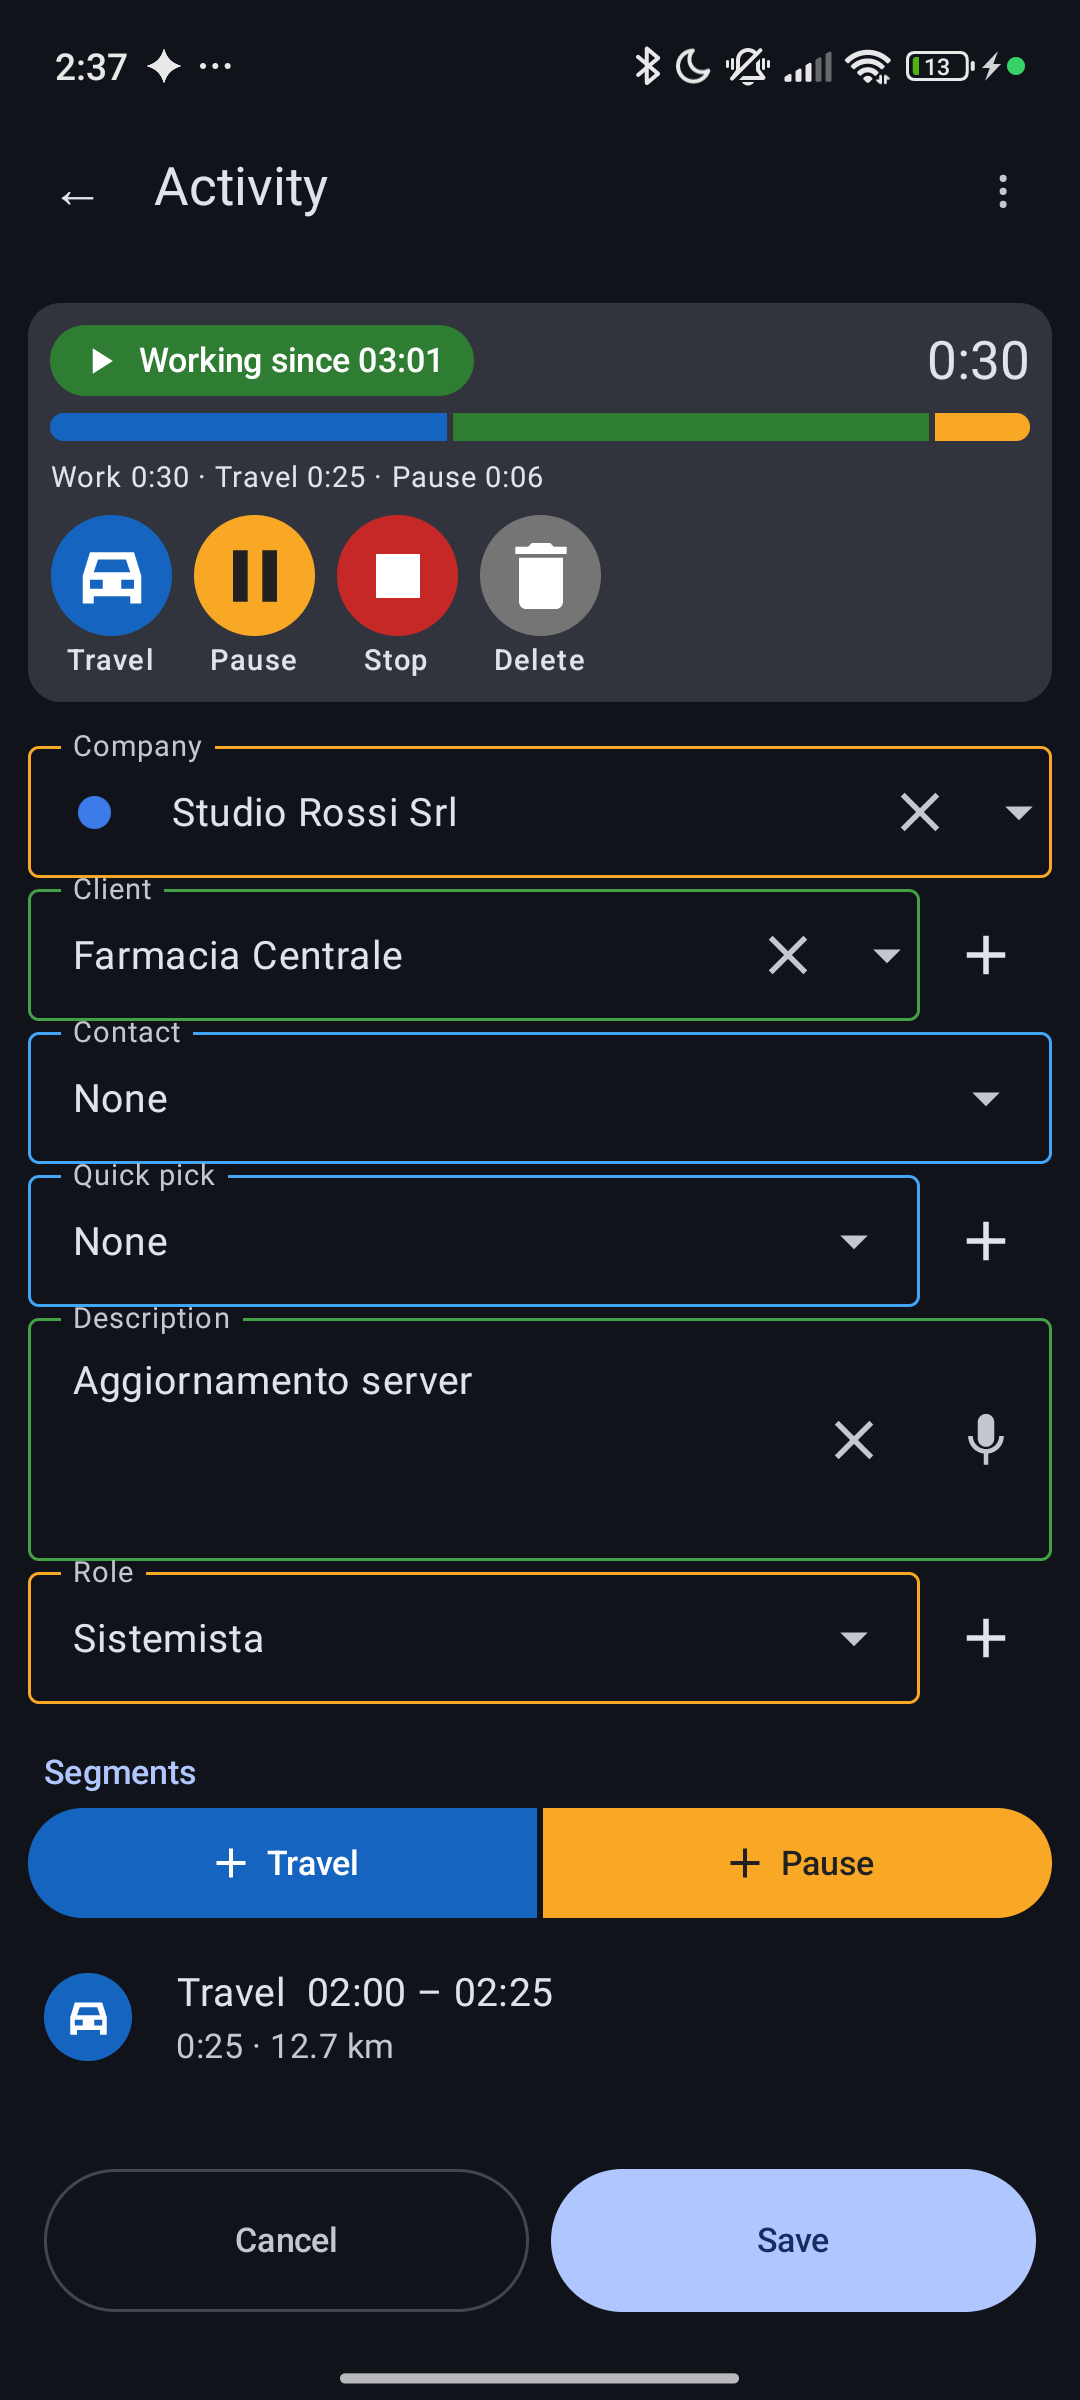 2:37
13
Activity
Working since 03:01
0:30
Work 0:30 · Travel 0:25 · Pause 0:06
Travel Pause Stop Delete
Company
Studio Rossi Srl
Client
Farmacia Centrale
Contact
None
Quick pick
None
Description
Aggiornamento server
Role
Sistemista
Segments
+ Travel + Pause
Travel 02:00 – 02:25
0:25 · 12.7 km
Cancel Save